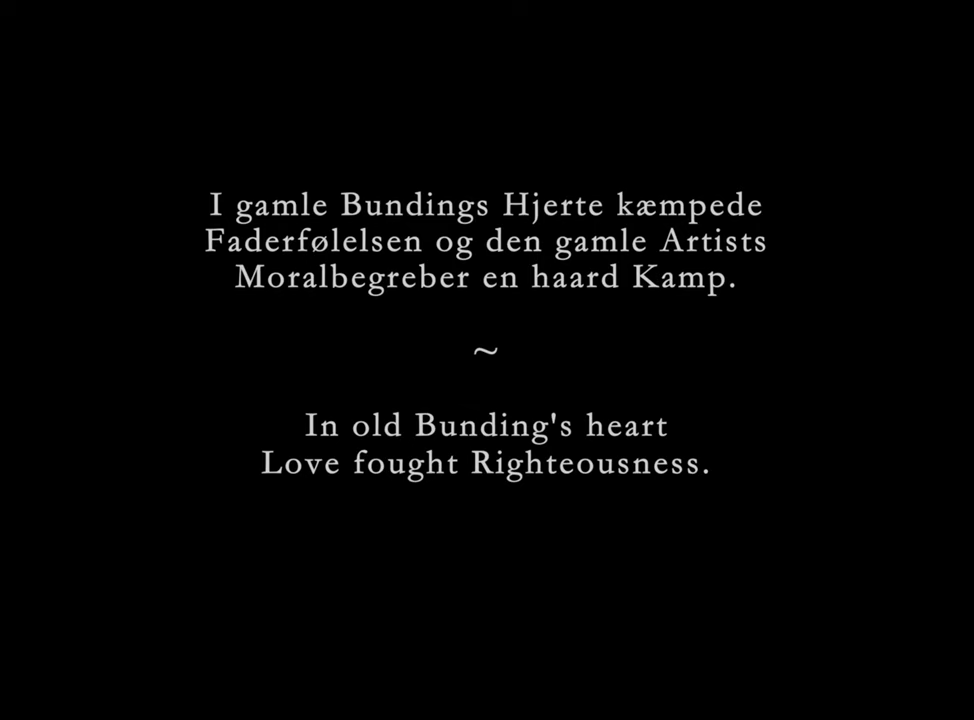 I gamle Bundings Hjerte kæmpede
Faderfølelsen og den gamle Artists
Moralbegreber en haard Kamp.
~
In old Bunding's heart
Love fought Righteousness.